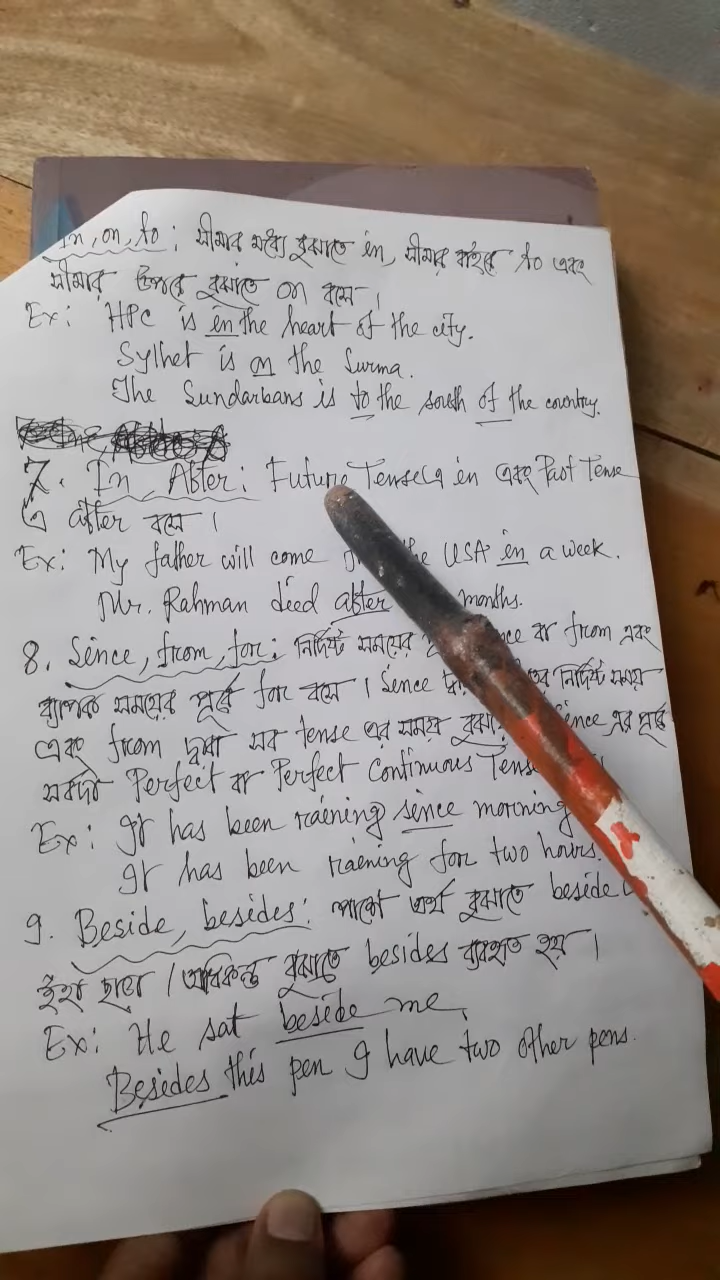 In, on, to: সীমার মধ্যে বুঝাতে in, সীমার বাহিরে to এবং
সীমার উপরে বুঝাতে on বসে।
Ex: HPC is in the heart of the city.
Sylhet is on the Surma.
The Sundarbans is to the south of the country.
7. In, After: Future Tense এ in এবং Past Tense
এ after বসে।
Ex: My father will come the USA in a week.
Mr. Rahman died after months.
8. Since, from, for: নির্দিষ্ট সময়ের বা from এবং
ব্যাপক সময়ের পূর্বে for বসে। Since নির্দিষ্ট সময়
এবং from দ্বারা সব tense এর সময় এর পূর্বে
সর্বদা Perfect বা Perfect Continuous Tense
Ex: It has been raining since morning
It has been raining for two hours.
9. Beside, besides: পাশে অর্থ বুঝাতে beside
ইহা ছাড়া / অধিকন্তু বুঝাতে besides ব্যবহৃত হয়।
Ex: He sat beside me.
Besides this pen I have two other pens.